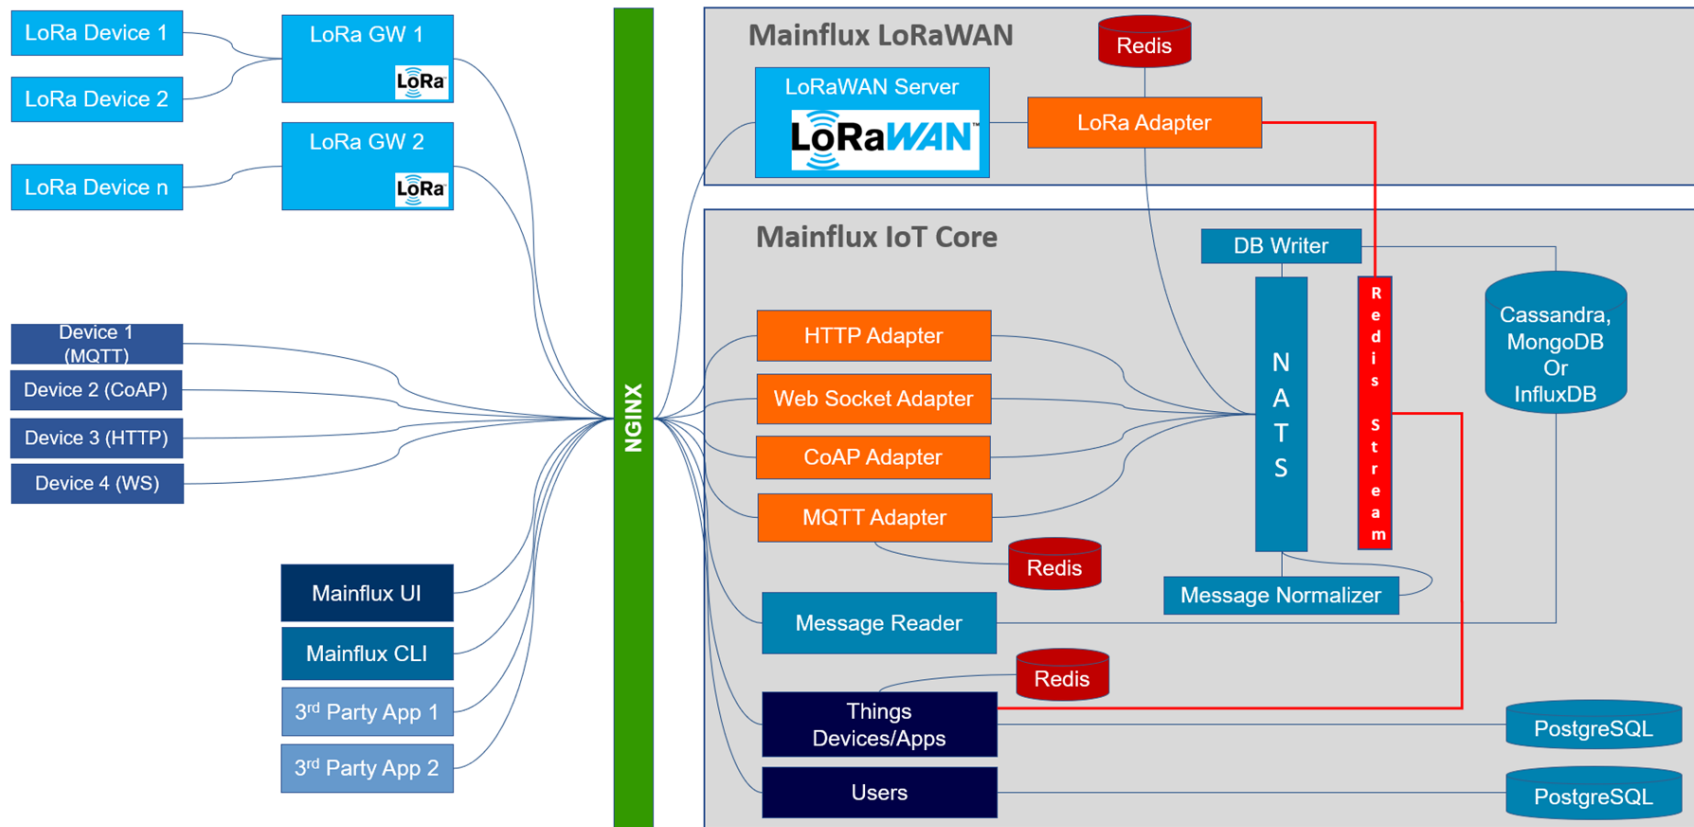 LoRa Device 1
LoRa Device 2
LoRa Device n
LoRa GW 1
LoRa
LoRa GW 2
LoRa
Device 1
(MQTT)
Device 2 (CoAP)
Device 3 (HTTP)
Device 4 (WS)
Mainflux UI
Mainflux CLI
3rd Party App 1
3rd Party App 2
NGINX
Mainflux LoRaWAN
Redis
LoRaWAN Server
LoRaWAN™
LoRa Adapter
Mainflux IoT Core
DB Writer
HTTP Adapter
Web Socket Adapter
CoAP Adapter
MQTT Adapter
Redis
NATS
Redis Stream
Cassandra,
MongoDB
Or
InfluxDB
Message Normalizer
Message Reader
Redis
Things
Devices/Apps
PostgreSQL
Users
PostgreSQL